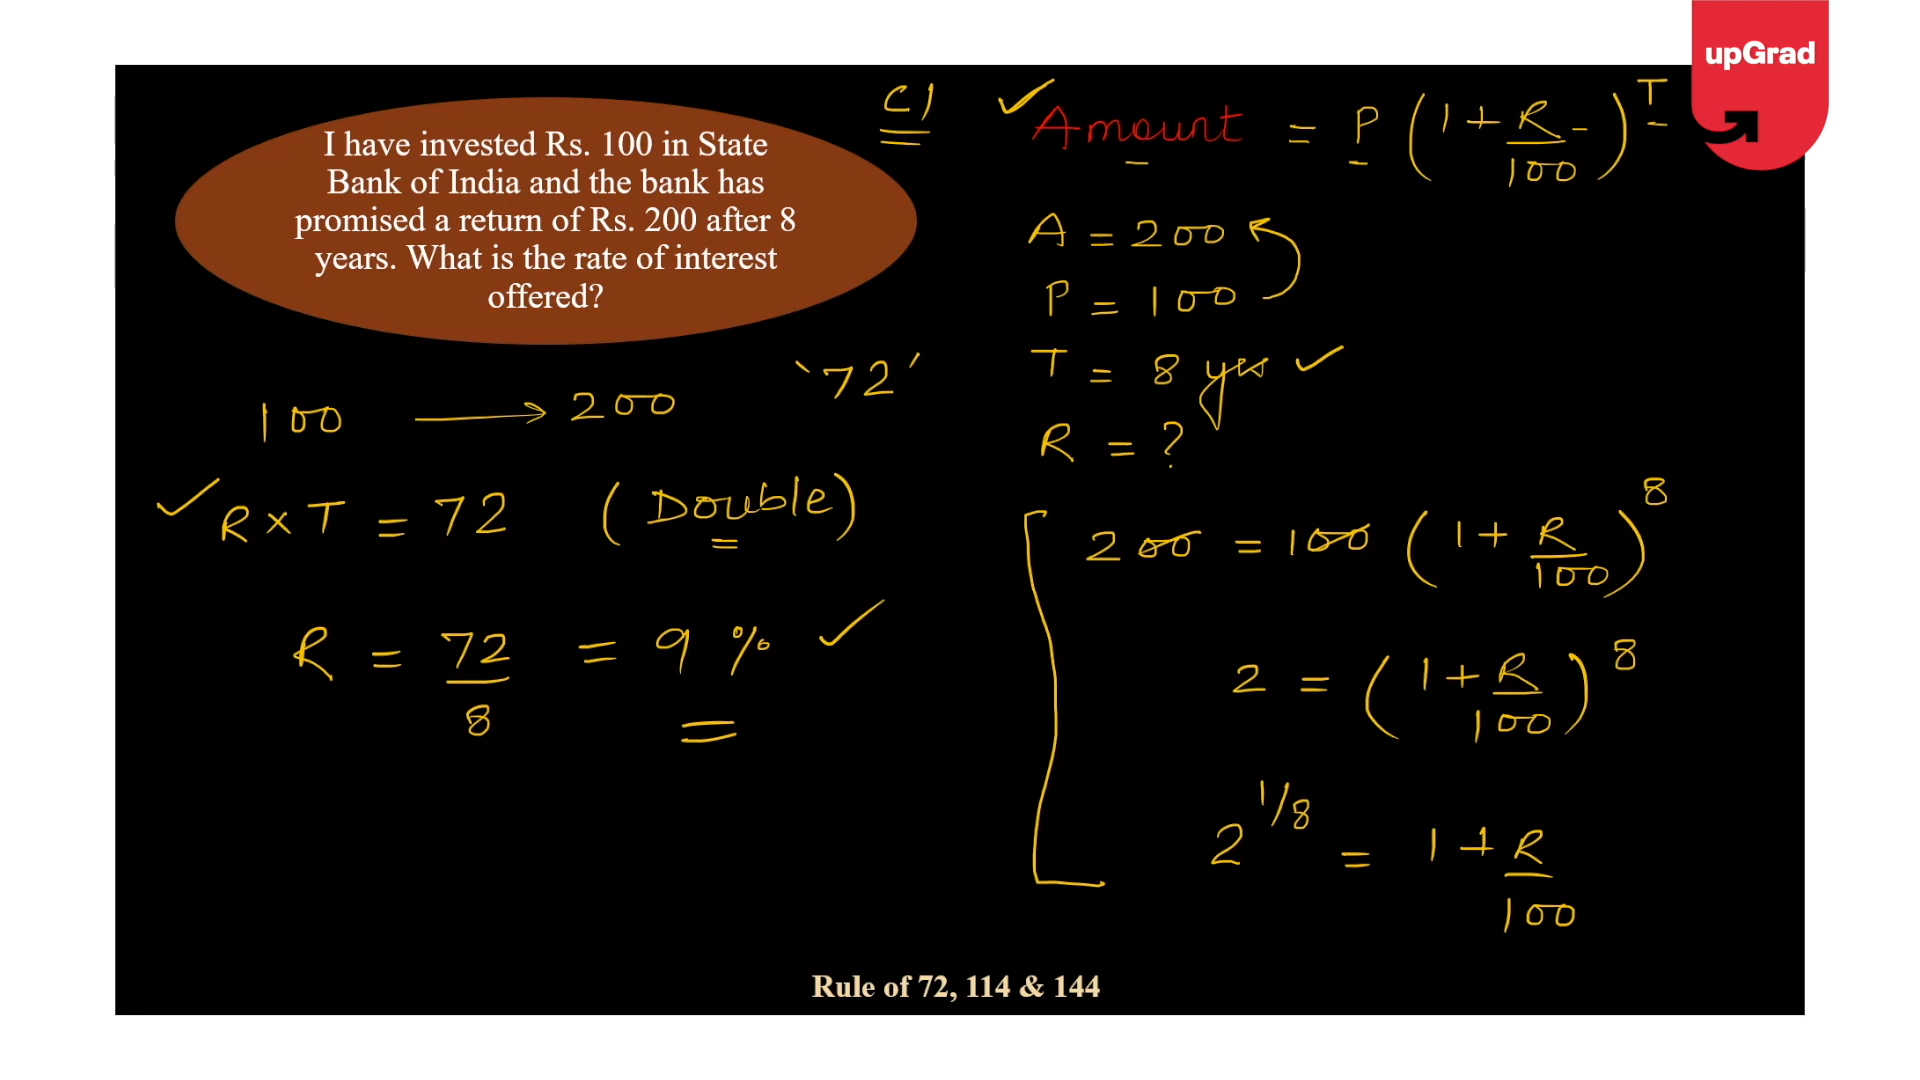 upGrad
I have invested Rs. 100 in State
Bank of India and the bank has
promised a return of Rs. 200 after 8
years. What is the rate of interest
offered?
CI
Amount = P (1 + R/100)^T
A = 200
P = 100
T = 8 yrs
R = ?
'72'
100 → 200
R × T = 72 (Double)
R = 72/8 = 9 %
200 = 100 (1 + R/100)^8
2 = (1 + R/100)^8
2^1/8 = 1 + R/100
Rule of 72, 114 & 144